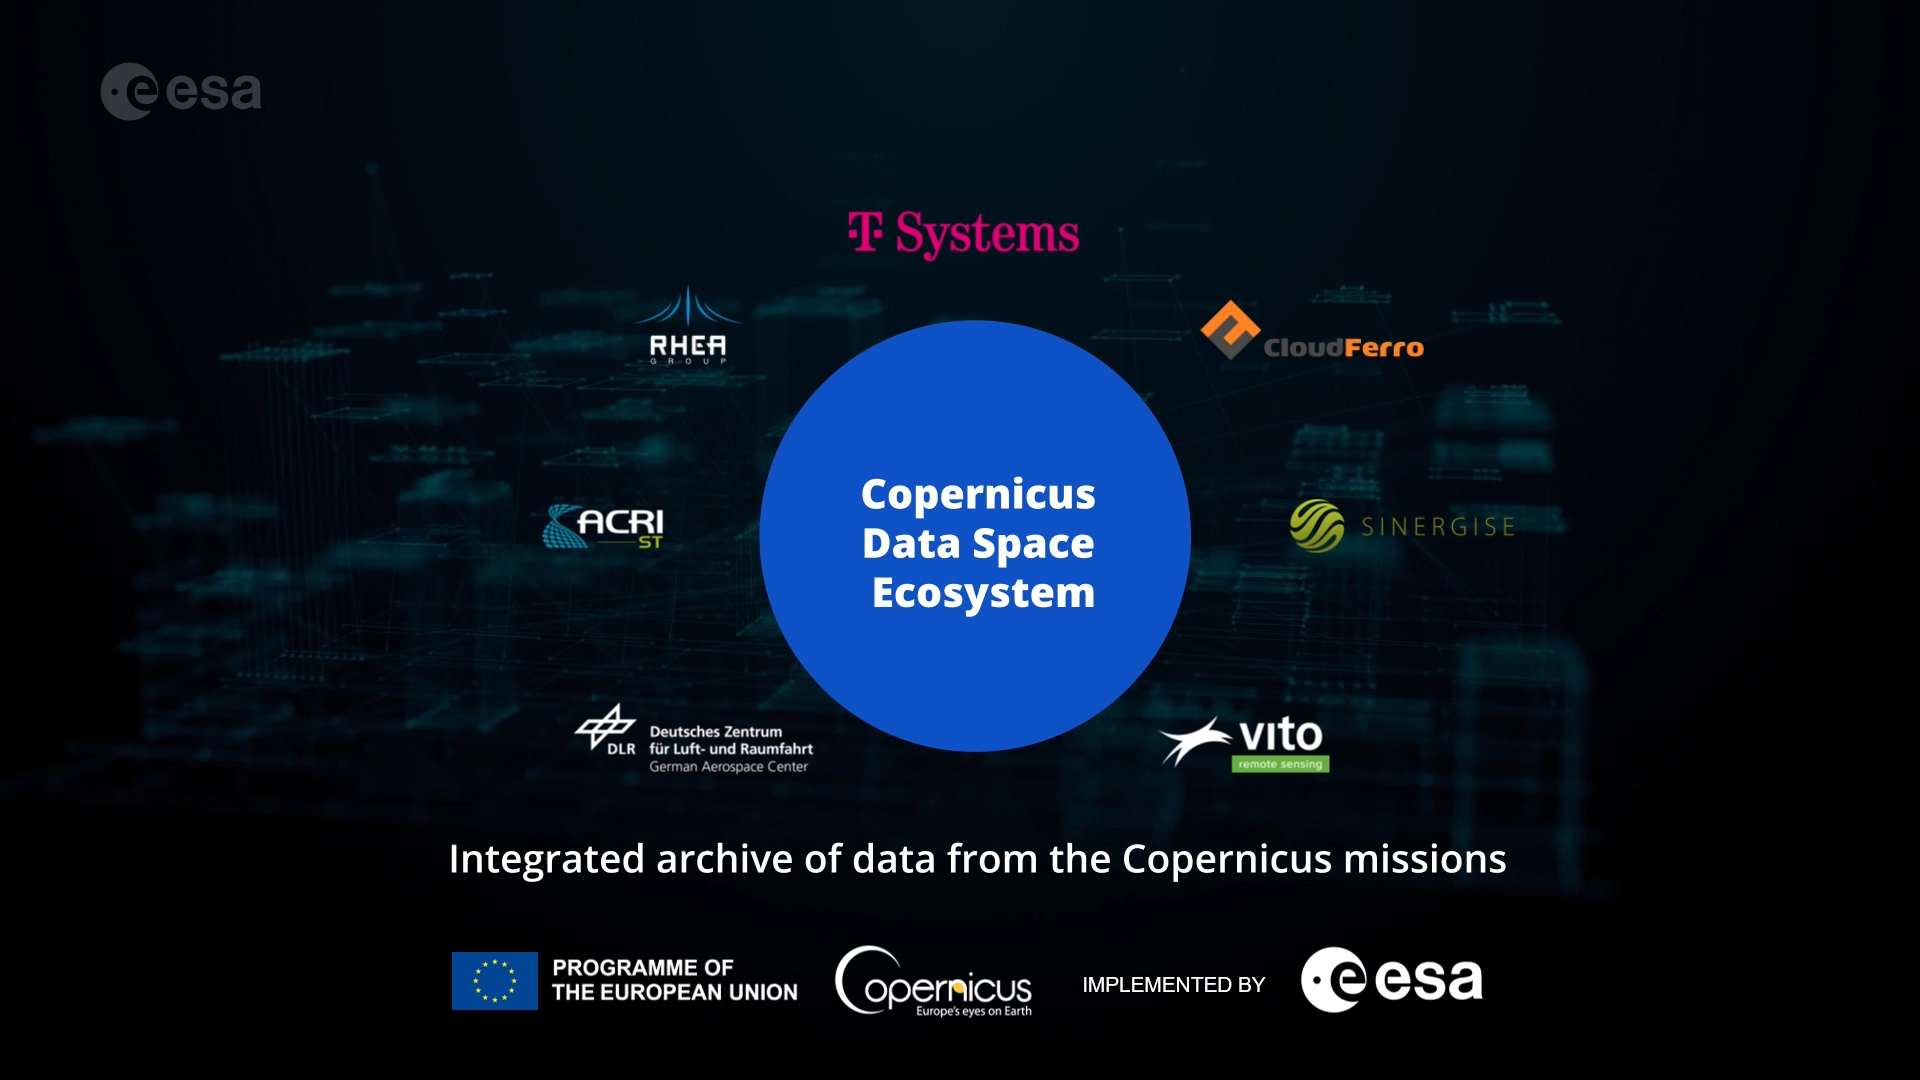 esa
T Systems
RHEA
GROUP
CloudFerro
Copernicus
Data Space
Ecosystem
ACRI
ST
SINERGISE
DLR
Deutsches Zentrum
für Luft- und Raumfahrt
German Aerospace Center
vito
remote sensing
Integrated archive of data from the Copernicus missions
PROGRAMME OF
THE EUROPEAN UNION
Copernicus
Europe's eyes on Earth
IMPLEMENTED BY
esa